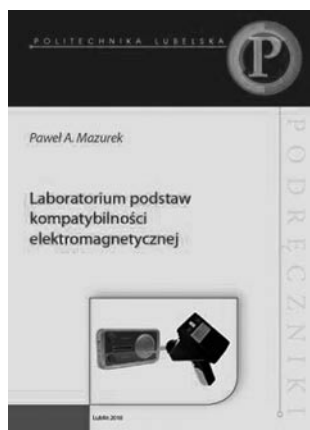 POLITECHNIKA LUBELSKA
P
Paweł A. Mazurek
Laboratorium podstaw
kompatybilności
elektromagnetycznej
PODRĘCZNIKI
Lublin 2010